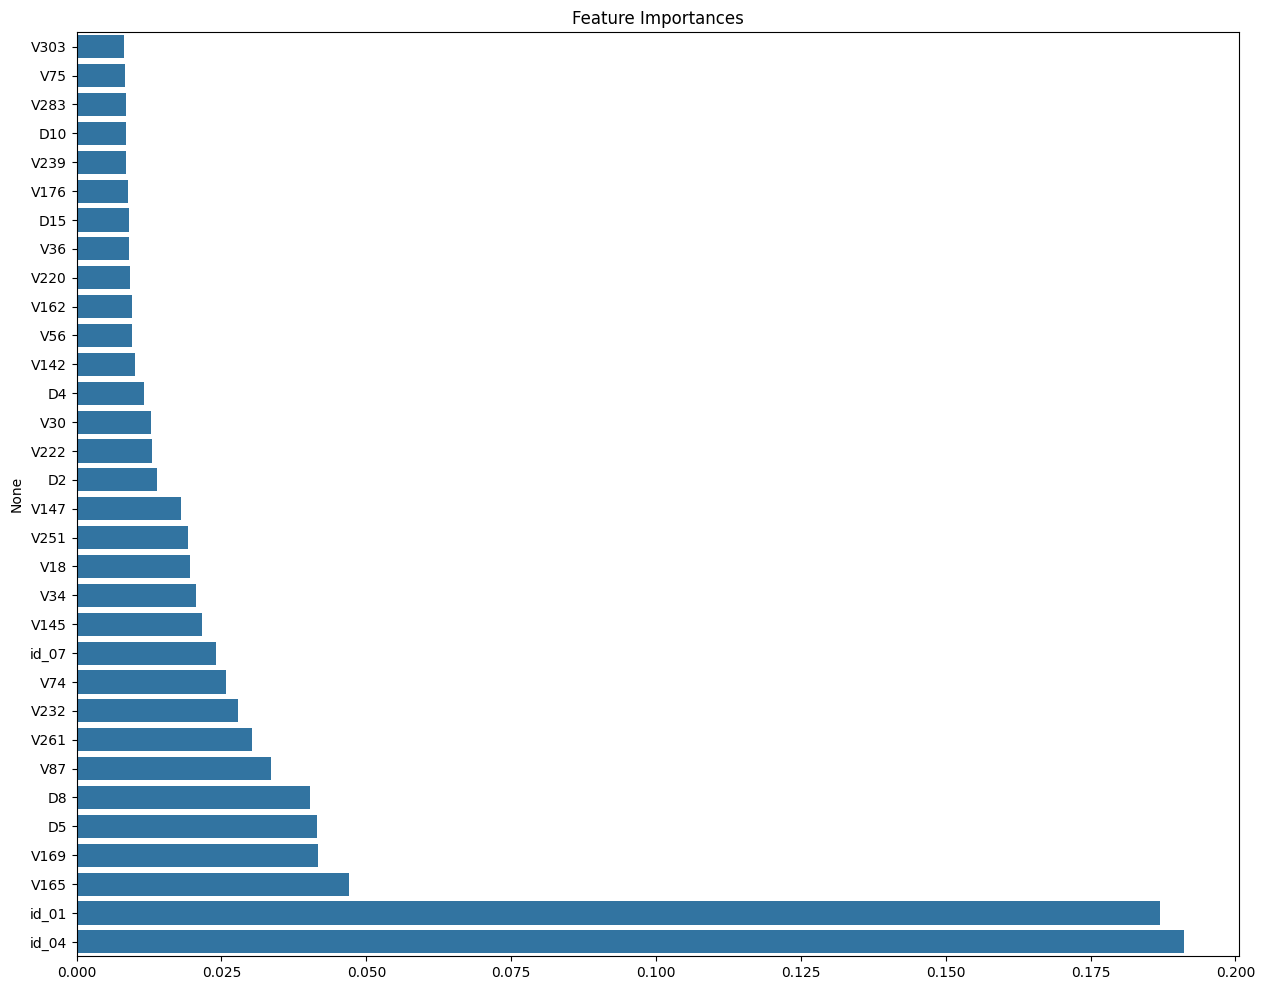 Feature Importances
V303
V75
V283
D10
V239
V176
D15
V36
V220
V162
V56
V142
D4
V30
V222
D2
None
V147
V251
V18
V34
V145
id_07
V74
V232
V261
V87
D8
D5
V169
V165
id_01
id_04
0.000 0.025 0.050 0.075 0.100 0.125 0.150 0.175 0.200